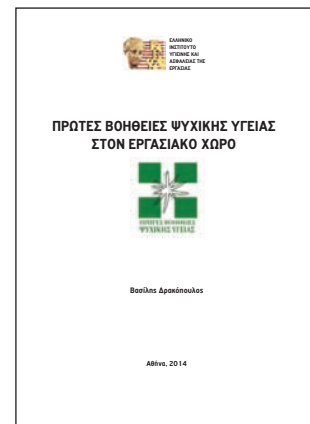 ΕΛΛΗΝΙΚΟ
ΙΝΣΤΙΤΟΥΤΟ
ΥΓΙΕΙΝΗΣ ΚΑΙ
ΑΣΦΑΛΕΙΑΣ ΤΗΣ
ΕΡΓΑΣΙΑΣ
ΠΡΩΤΕΣ ΒΟΗΘΕΙΕΣ ΨΥΧΙΚΗΣ ΥΓΕΙΑΣ
ΣΤΟΝ ΕΡΓΑΣΙΑΚΟ ΧΩΡΟ
ΠΡΩΤΕΣ ΒΟΗΘΕΙΕΣ
ΨΥΧΙΚΗΣ ΥΓΕΙΑΣ
Βασίλης Δρακόπουλος
Αθήνα, 2014